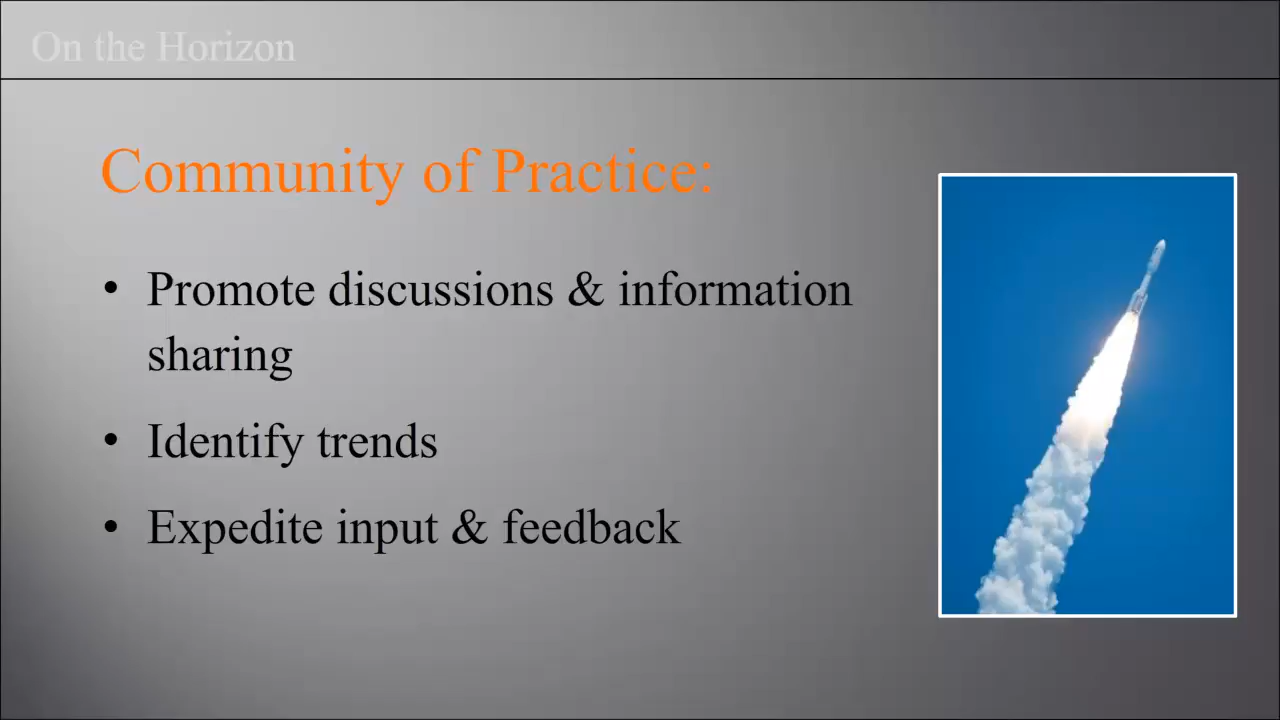 On the Horizon
Community of Practice:
• Promote discussions & information
sharing
• Identify trends
• Expedite input & feedback